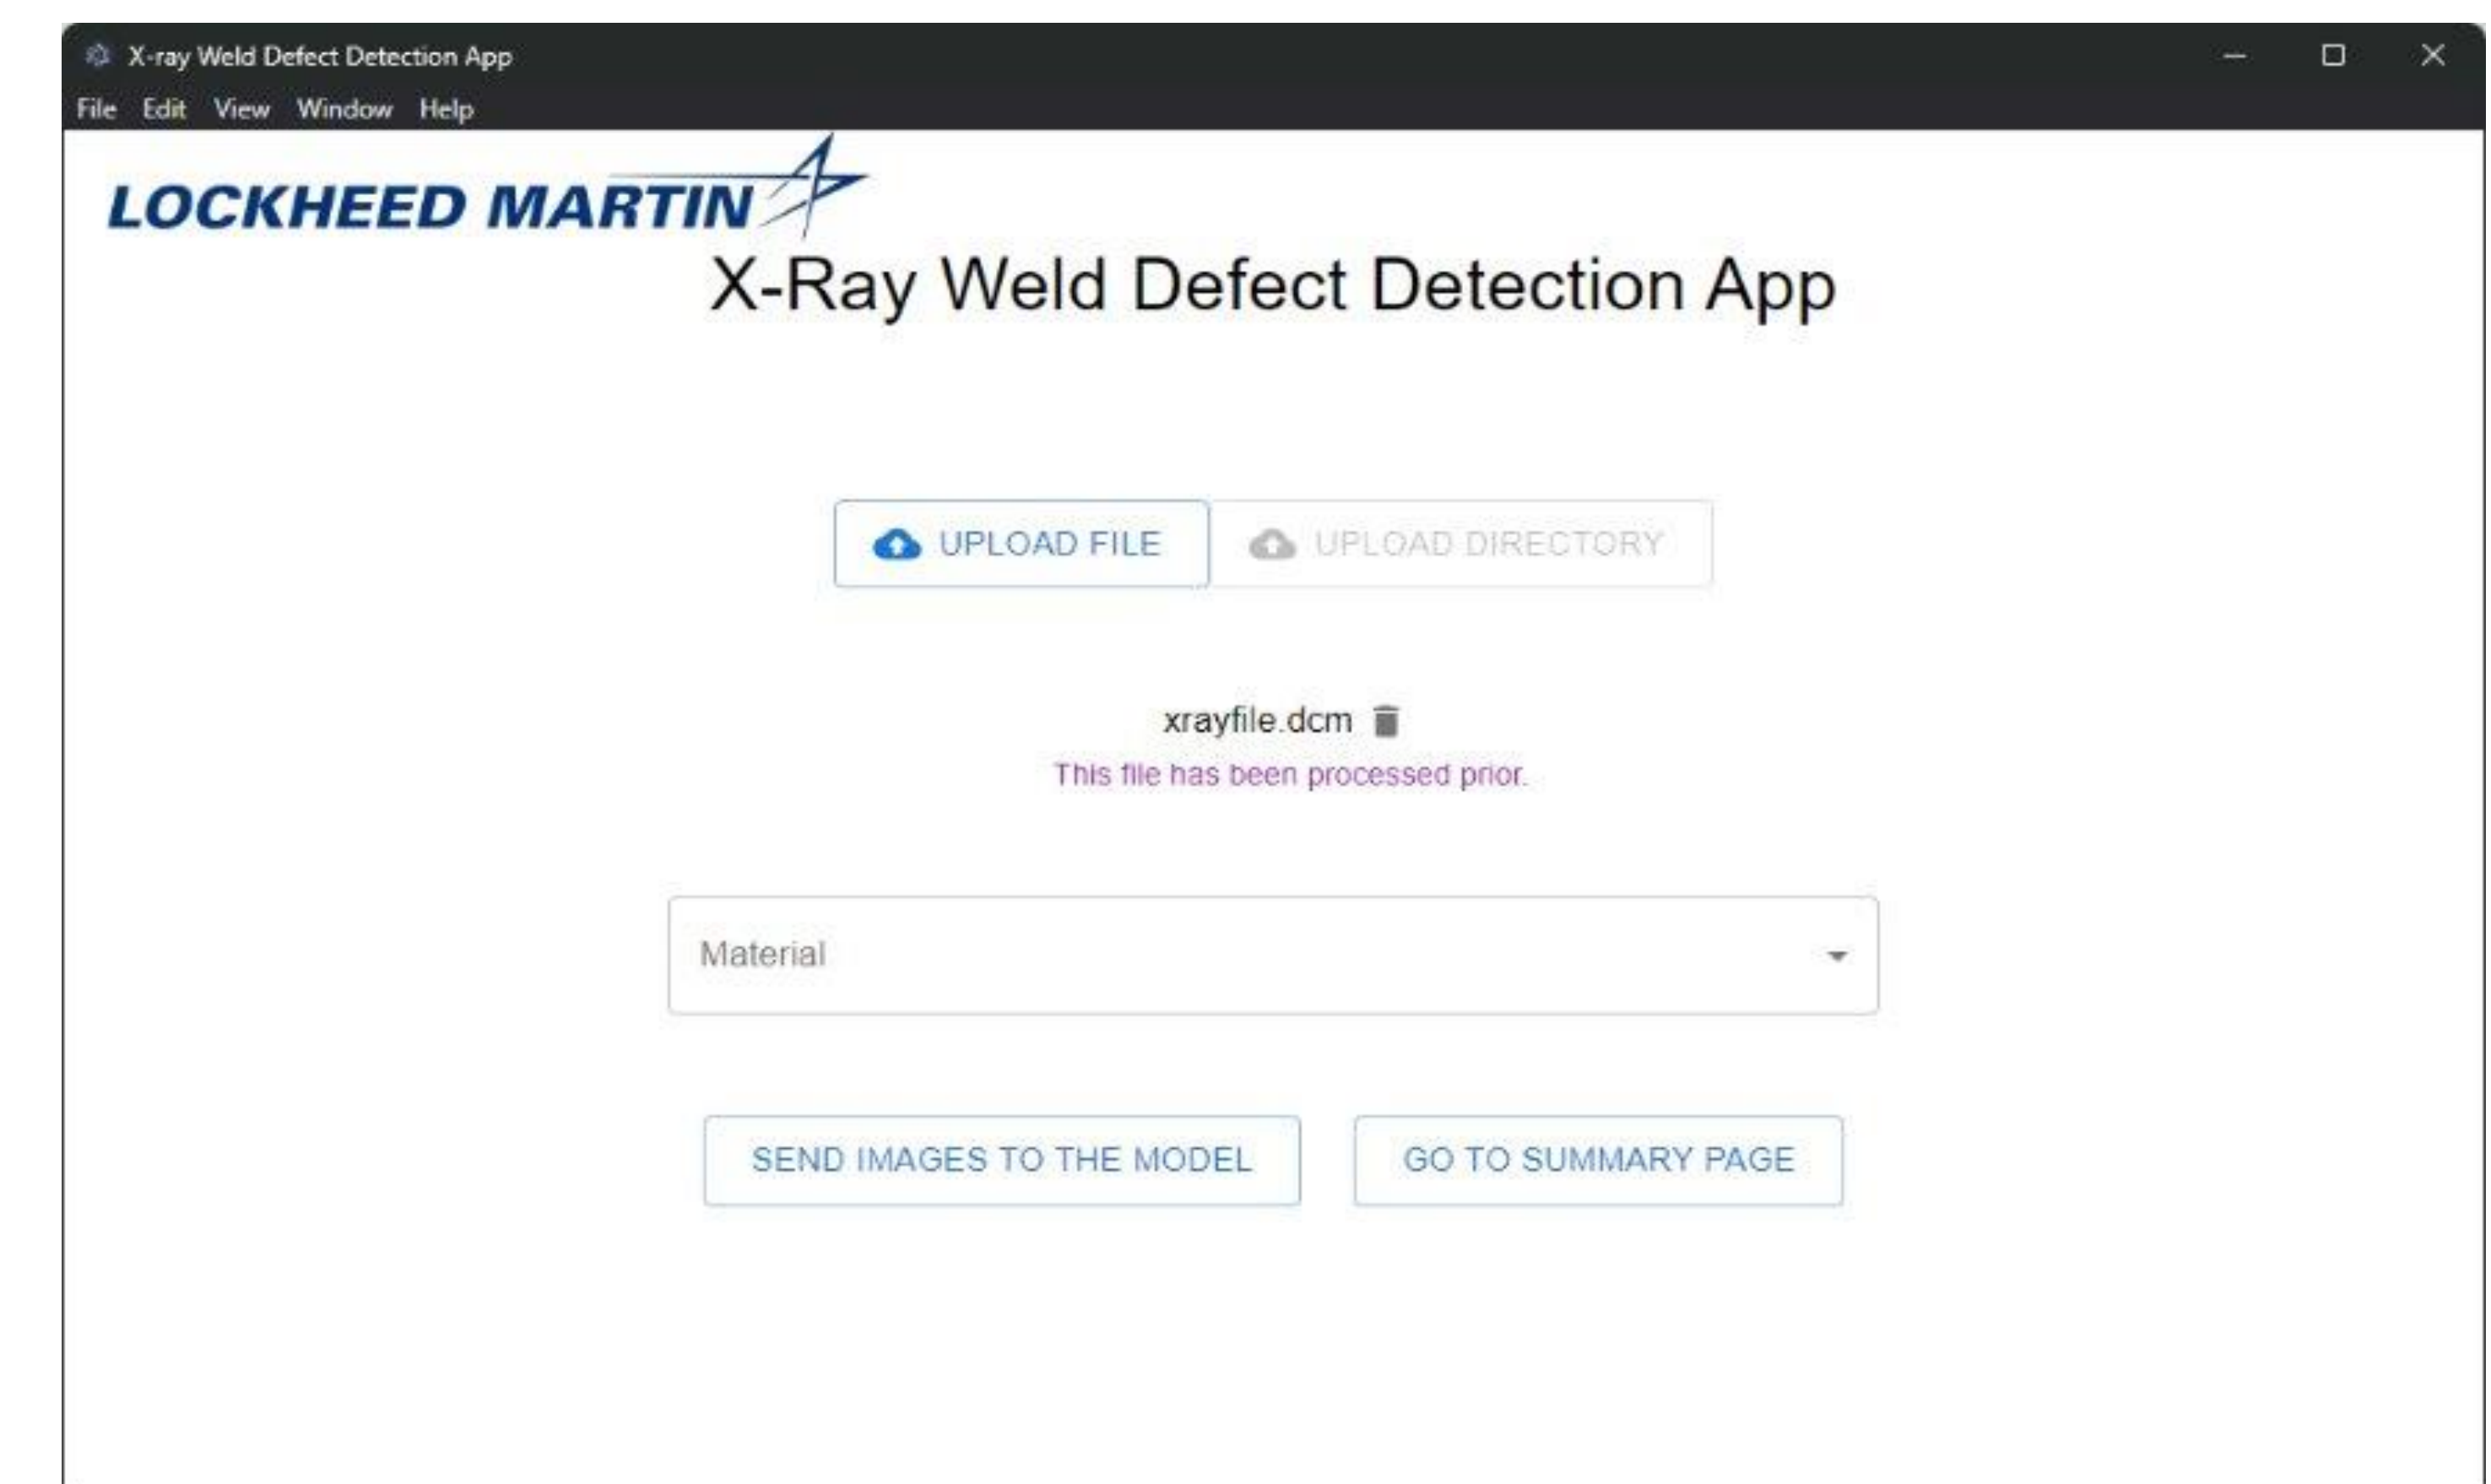 X-ray Weld Defect Detection App
File Edit View Window Help
LOCKHEED MARTIN
X-Ray Weld Defect Detection App
UPLOAD FILE UPLOAD DIRECTORY
xrayfile.dcm
This file has been processed prior.
Material
SEND IMAGES TO THE MODEL GO TO SUMMARY PAGE